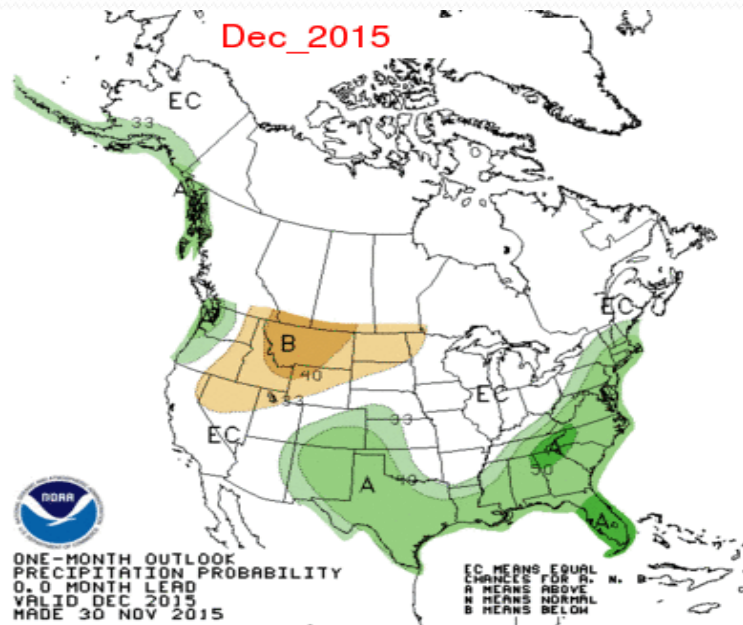 Dec_2015
EC
33
A
A
EC
B
40
33
EC
33
EC
A
A
40
50
A
NOAA
ONE-MONTH OUTLOOK
PRECIPITATION PROBABILITY
0.0 MONTH LEAD
VALID DEC 2015
MADE 30 NOV 2015
EC MEANS EQUAL
CHANCES FOR A, N, B
A MEANS ABOVE
N MEANS NORMAL
B MEANS BELOW